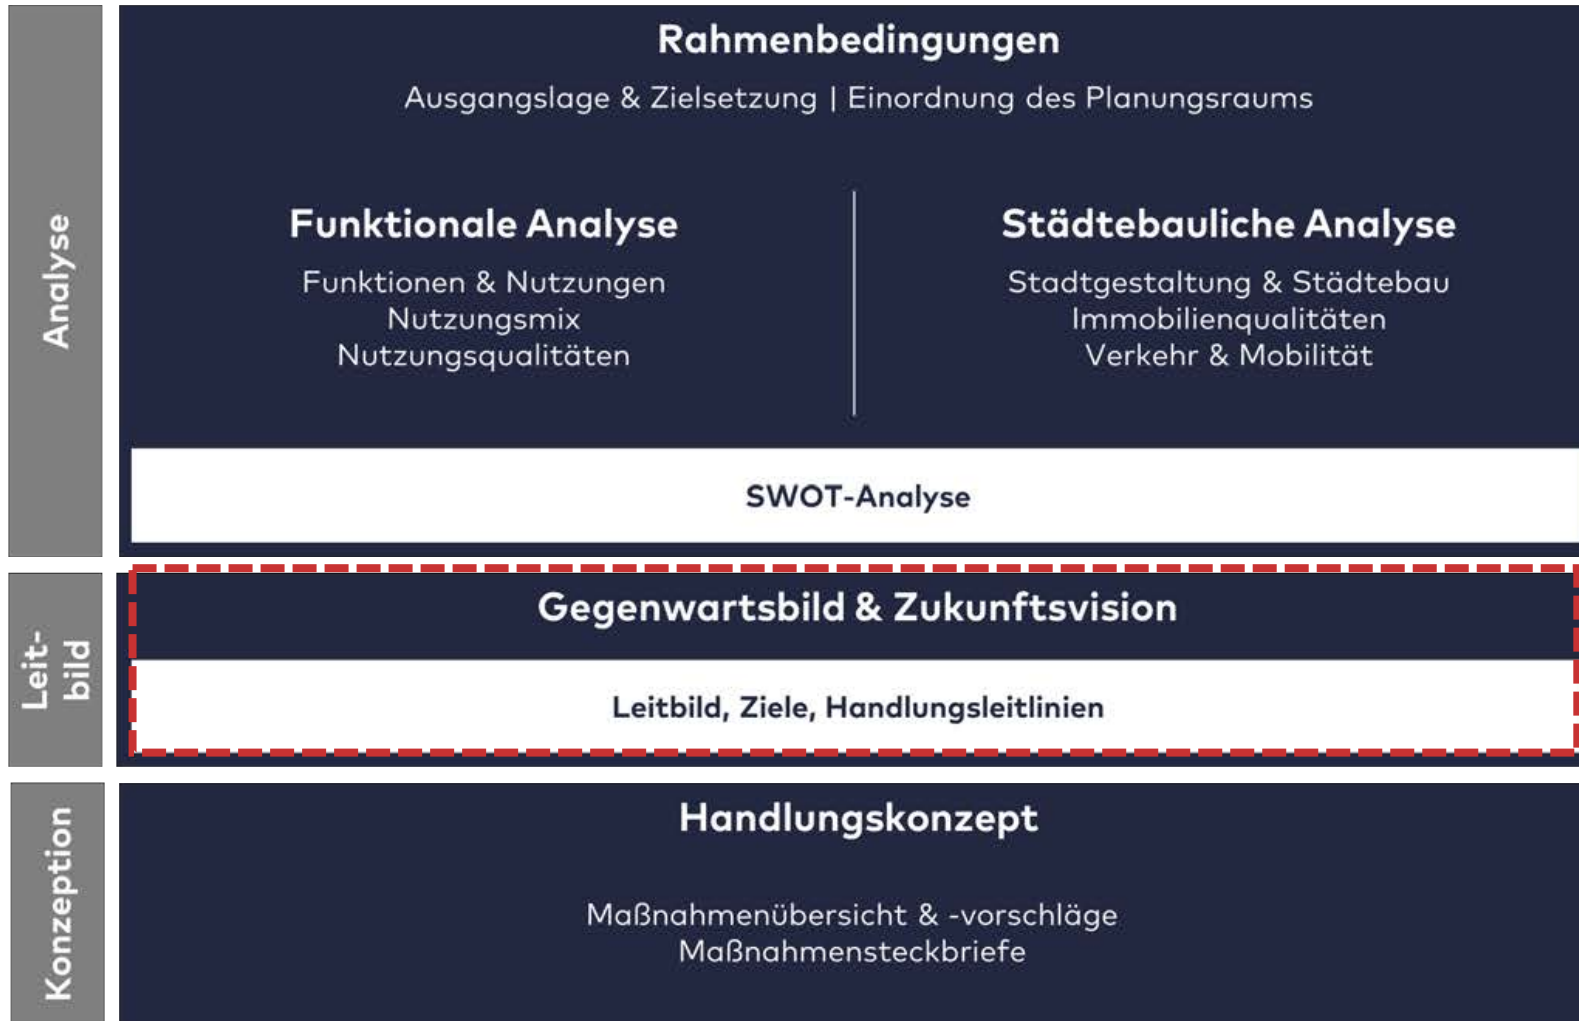 Analyse
Rahmenbedingungen
Ausgangslage & Zielsetzung | Einordnung des Planungsraums
Funktionale Analyse
Funktionen & Nutzungen
Nutzungsmix
Nutzungsqualitäten
Städtebauliche Analyse
Stadtgestaltung & Städtebau
Immobilienqualitäten
Verkehr & Mobilität
SWOT-Analyse
Leit-
bild
Gegenwartsbild & Zukunftsvision
Leitbild, Ziele, Handlungsleitlinien
Konzeption
Handlungskonzept
Maßnahmenübersicht & -vorschläge
Maßnahmensteckbriefe